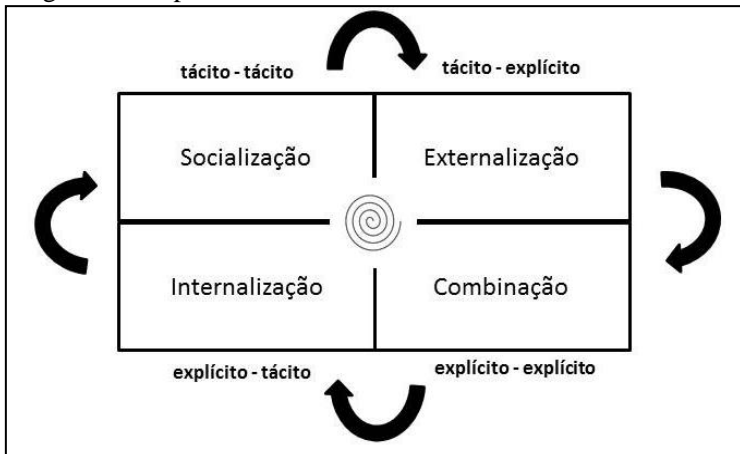 tácito - tácito
tácito - explícito
Socialização
Externalização
Internalização
Combinação
explícito - tácito
explícito - explícito